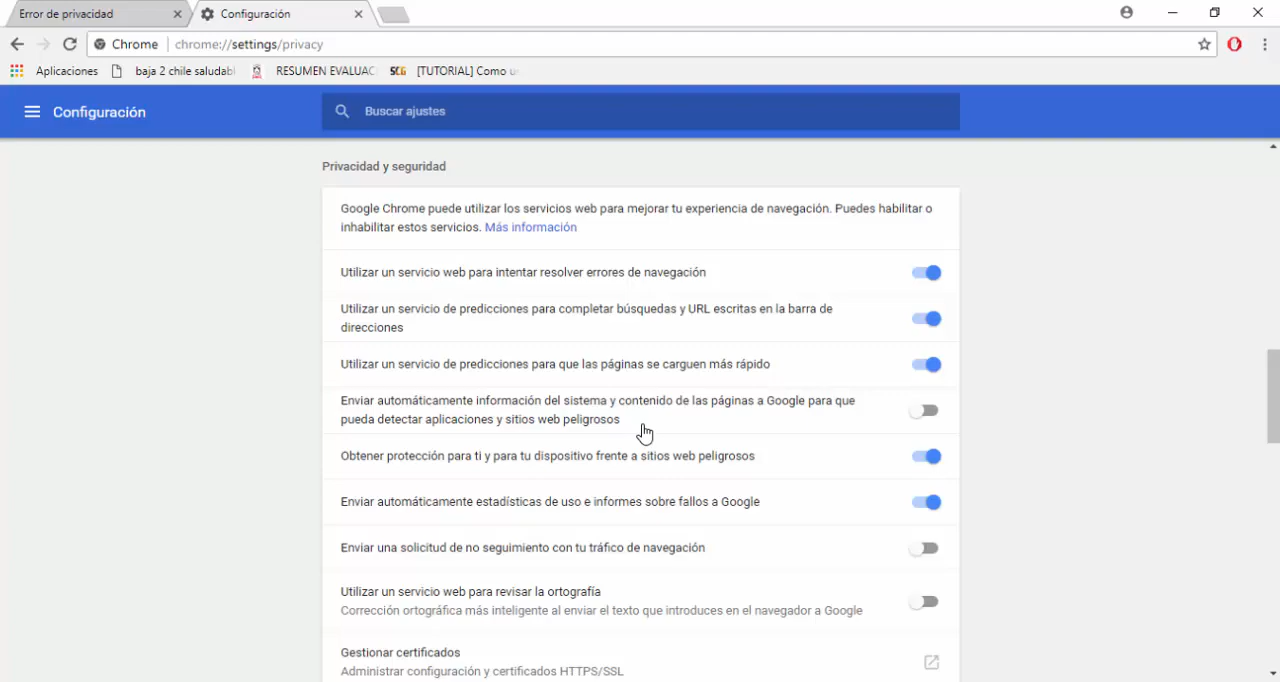 Error de privacidad
Configuración
Chrome
chrome://settings/privacy
Aplicaciones
baja 2 chile saludabl
RESUMEN EVALUAC
SCG
[TUTORIAL] Como u
Configuración
Buscar ajustes
Privacidad y seguridad
Google Chrome puede utilizar los servicios web para mejorar tu experiencia de navegación. Puedes habilitar o
inhabilitar estos servicios. Más información
Utilizar un servicio web para intentar resolver errores de navegación
Utilizar un servicio de predicciones para completar búsquedas y URL escritas en la barra de
direcciones
Utilizar un servicio de predicciones para que las páginas se carguen más rápido
Enviar automáticamente información del sistema y contenido de las páginas a Google para que
pueda detectar aplicaciones y sitios web peligrosos
Obtener protección para ti y para tu dispositivo frente a sitios web peligrosos
Enviar automáticamente estadísticas de uso e informes sobre fallos a Google
Enviar una solicitud de no seguimiento con tu tráfico de navegación
Utilizar un servicio web para revisar la ortografía
Corrección ortográfica más inteligente al enviar el texto que introduces en el navegador a Google
Gestionar certificados
Administrar configuración y certificados HTTPS/SSL